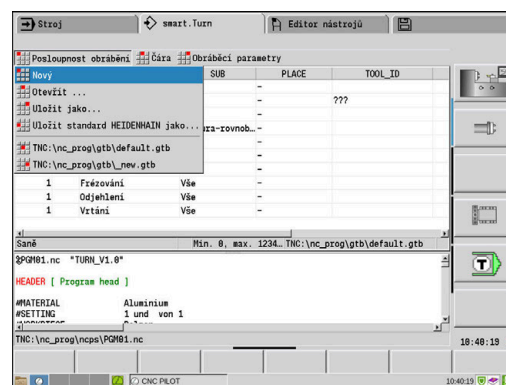 Stroj
smart.Turn
Editor nástrojů
Posloupnost obrábění Čára Obráběcí parametry
SUB PLACE TOOL_ID
Nový
Otevřít ...
Uložit jako...
Uložit standard HEIDENHAIN jako...
TNC:\nc_prog\gtb\default.gtb
TNC:\nc_prog\gtb\_new.gtb
-
- ???
-
ra-rovnob… -
-
-
-
1 Frézování Vše -
1 Odjehlení Vše -
1 Vrtání Vše -
Saně Min. 0, max. 1234… TNC:\nc_prog\gtb\default.gtb
%PGM01.nc "TURN_V1.0"
HEADER [ Program head ]
#MATERIAL Aluminium
#SETTING 1 und von 1
TNC:\nc_prog\ncps\PGM01.nc
T
10:40:19
CNC PILOT
10:40:19